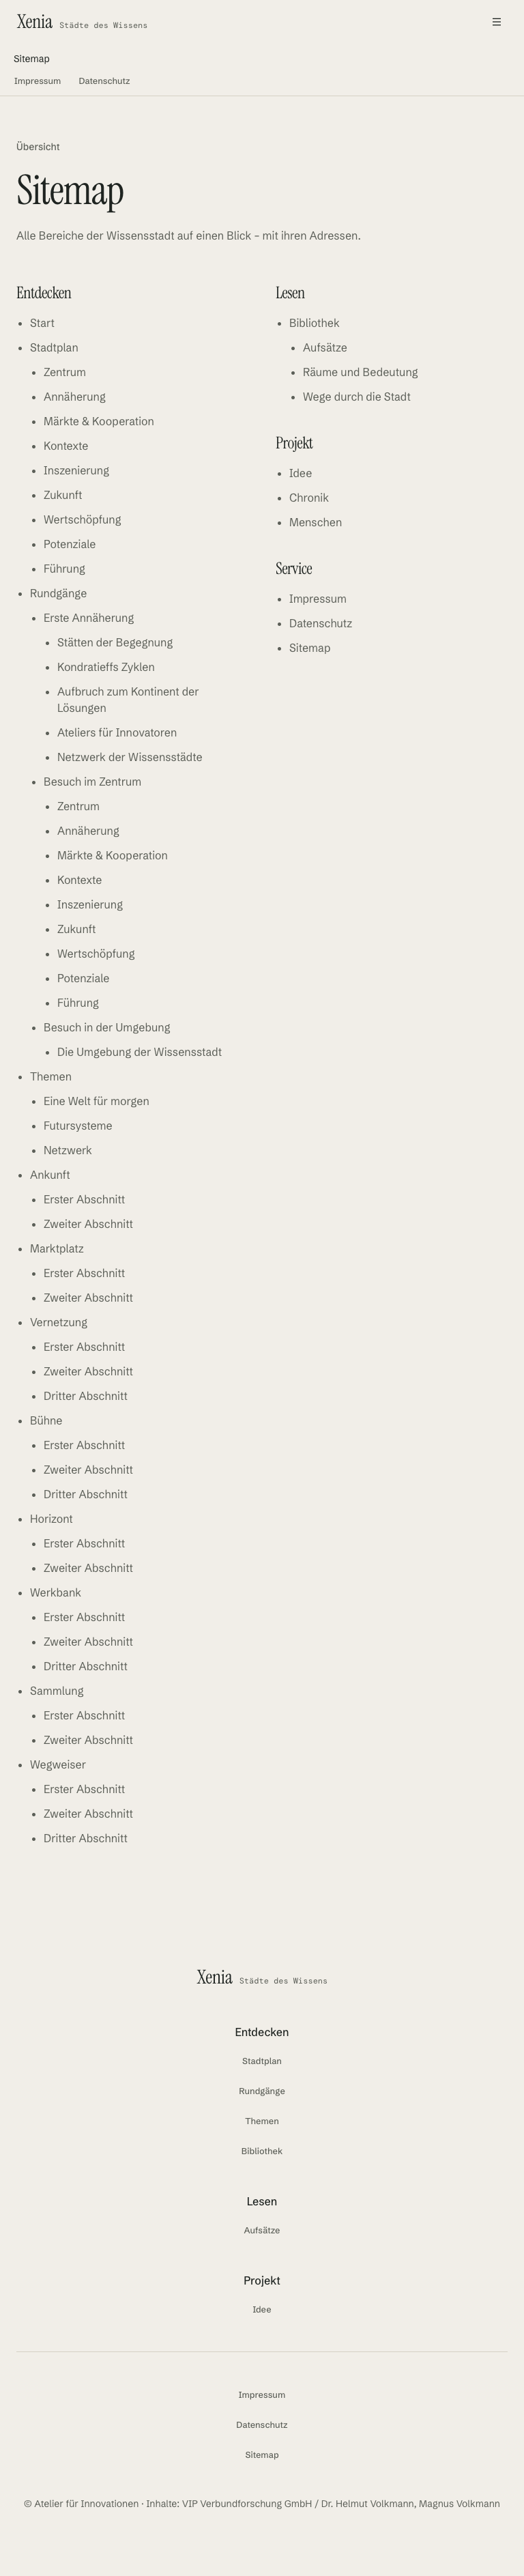 Xenia Städte des Wissens
☰
Sitemap
Impressum Datenschutz
Übersicht
Sitemap
Alle Bereiche der Wissensstadt auf einen Blick – mit ihren Adressen.
Entdecken
• Start
• Stadtplan
• Zentrum
• Annäherung
• Märkte & Kooperation
• Kontexte
• Inszenierung
• Zukunft
• Wertschöpfung
• Potenziale
• Führung
• Rundgänge
• Erste Annäherung
• Stätten der Begegnung
• Kondratieffs Zyklen
• Aufbruch zum Kontinent der
Lösungen
• Ateliers für Innovatoren
• Netzwerk der Wissensstädte
• Besuch im Zentrum
• Zentrum
• Annäherung
• Märkte & Kooperation
• Kontexte
• Inszenierung
• Zukunft
• Wertschöpfung
• Potenziale
• Führung
• Besuch in der Umgebung
• Die Umgebung der Wissensstadt
• Themen
• Eine Welt für morgen
• Futursysteme
• Netzwerk
• Ankunft
• Erster Abschnitt
• Zweiter Abschnitt
• Marktplatz
• Erster Abschnitt
• Zweiter Abschnitt
• Vernetzung
• Erster Abschnitt
• Zweiter Abschnitt
• Dritter Abschnitt
• Bühne
• Erster Abschnitt
• Zweiter Abschnitt
• Dritter Abschnitt
• Horizont
• Erster Abschnitt
• Zweiter Abschnitt
• Werkbank
• Erster Abschnitt
• Zweiter Abschnitt
• Dritter Abschnitt
• Sammlung
• Erster Abschnitt
• Zweiter Abschnitt
• Wegweiser
• Erster Abschnitt
• Zweiter Abschnitt
• Dritter Abschnitt
Lesen
• Bibliothek
• Aufsätze
• Räume und Bedeutung
• Wege durch die Stadt
Projekt
• Idee
• Chronik
• Menschen
Service
• Impressum
• Datenschutz
• Sitemap
Xenia Städte des Wissens
Entdecken
Stadtplan
Rundgänge
Themen
Bibliothek
Lesen
Aufsätze
Projekt
Idee
Impressum
Datenschutz
Sitemap
© Atelier für Innovationen · Inhalte: VIP Verbundforschung GmbH / Dr. Helmut Volkmann, Magnus Volkmann